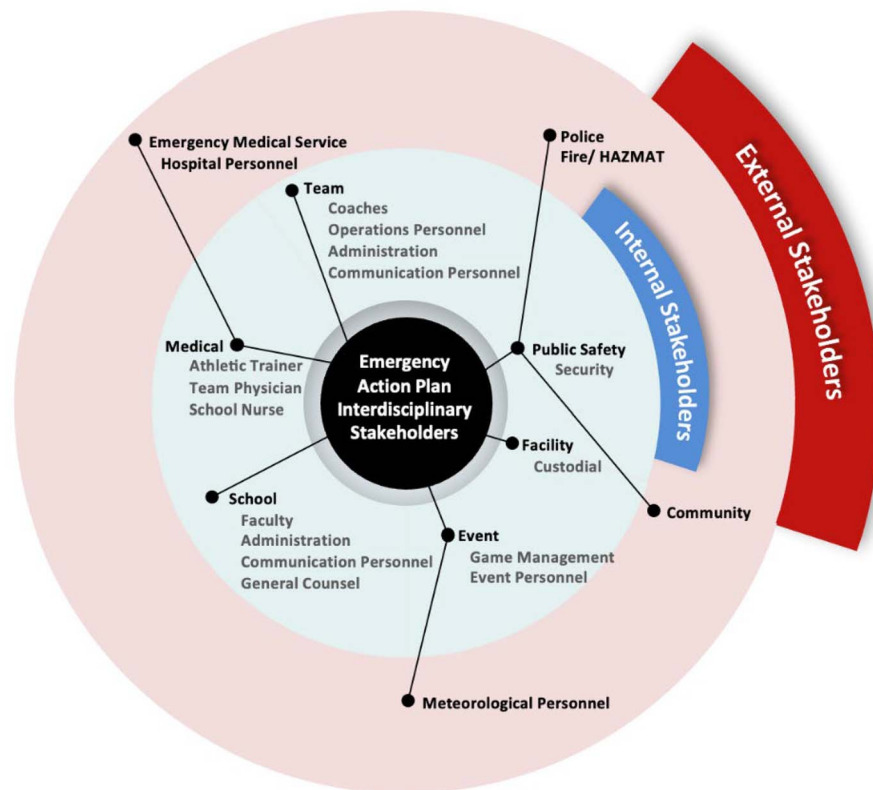 External Stakeholders
Internal Stakeholders
Police
Fire/ HAZMAT
Emergency Medical Service
Hospital Personnel
Team
Coaches
Operations Personnel
Administration
Communication Personnel
Medical
Athletic Trainer
Team Physician
School Nurse
Emergency
Action Plan
Interdisciplinary
Stakeholders
Public Safety
Security
Facility
Custodial
School
Faculty
Administration
Communication Personnel
General Counsel
Event
Game Management
Event Personnel
Community
Meteorological Personnel